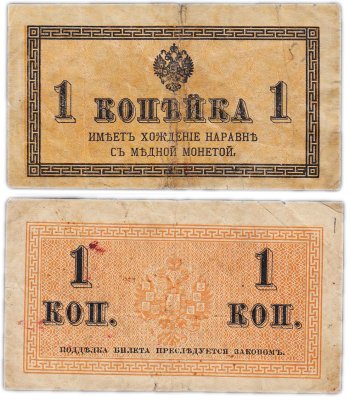 1 КОПѢЙКА 1
ИМѢЕТЪ ХОЖДЕНІЕ НАРАВНѢ
СЪ МѢДНОЙ МОНЕТОЙ.
1 1
КОП. КОП.
ПОДДѢЛКА БИЛЕТА ПРЕСЛѢДУЕТСЯ ЗАКОНОМЪ.